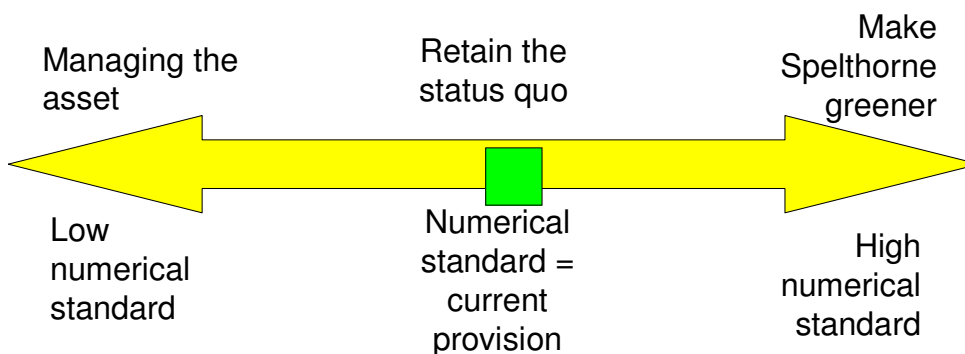 Managing the
asset
Retain the
status quo
Make
Spelthorne
greener
Low
numerical
standard
Numerical
standard =
current
provision
High
numerical
standard